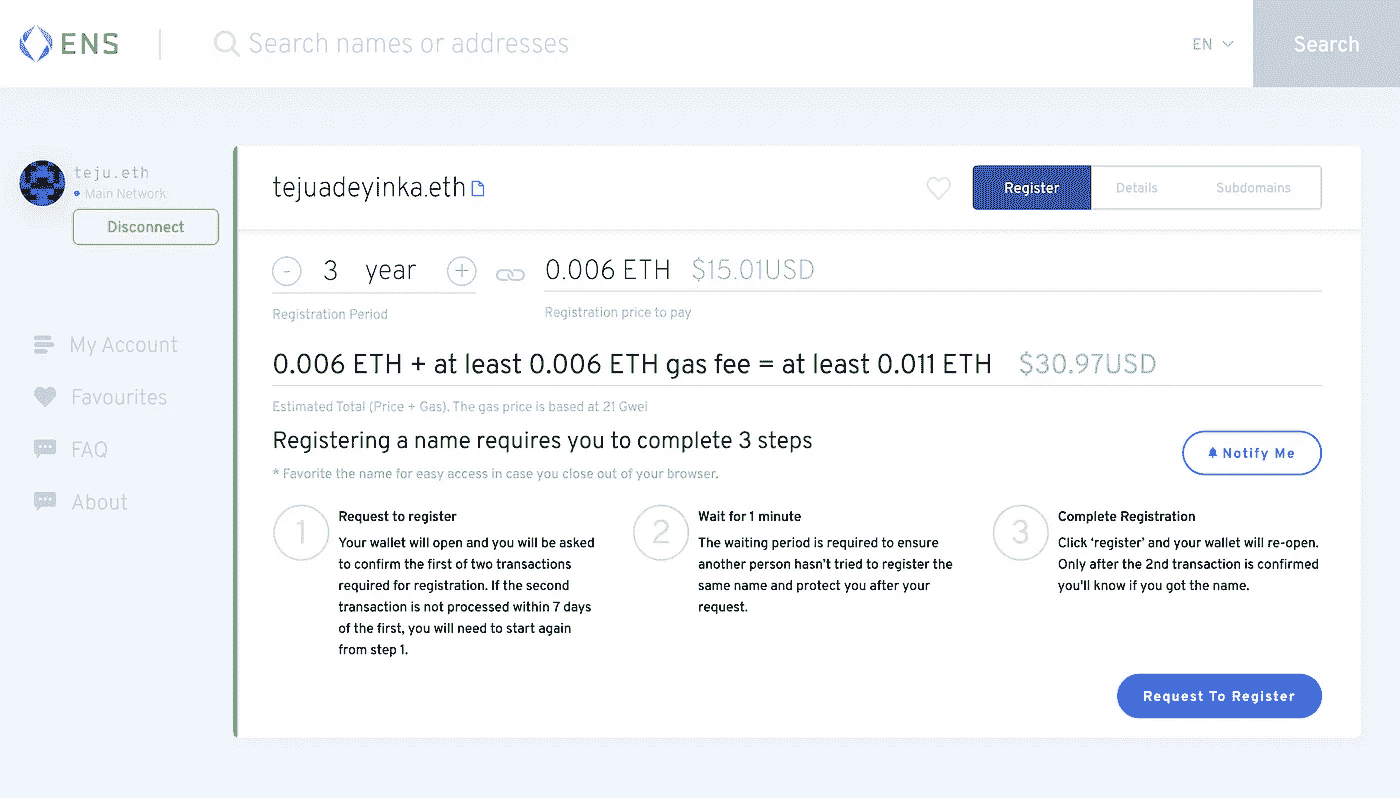 ENS
Search names or addresses
EN
Search
teju.eth
Main Network
Disconnect
My Account
Favourites
FAQ
About
tejuadeyinka.eth
Register
Details
Subdomains
- 3 year +
0.006 ETH $15.01USD
Registration Period
Registration price to pay
0.006 ETH + at least 0.006 ETH gas fee = at least 0.011 ETH $30.97USD
Estimated Total (Price + Gas). The gas price is based at 21 Gwei
Registering a name requires you to complete 3 steps
* Favorite the name for easy access in case you close out of your browser.
Notify Me
1
Request to register
Your wallet will open and you will be asked
to confirm the first of two transactions
required for registration. If the second
transaction is not processed within 7 days
of the first, you will need to start again
from step 1.
2
Wait for 1 minute
The waiting period is required to ensure
another person hasn't tried to register the
same name and protect you after your
request.
3
Complete Registration
Click ‘register’ and your wallet will re-open.
Only after the 2nd transaction is confirmed
you'll know if you got the name.
Request To Register